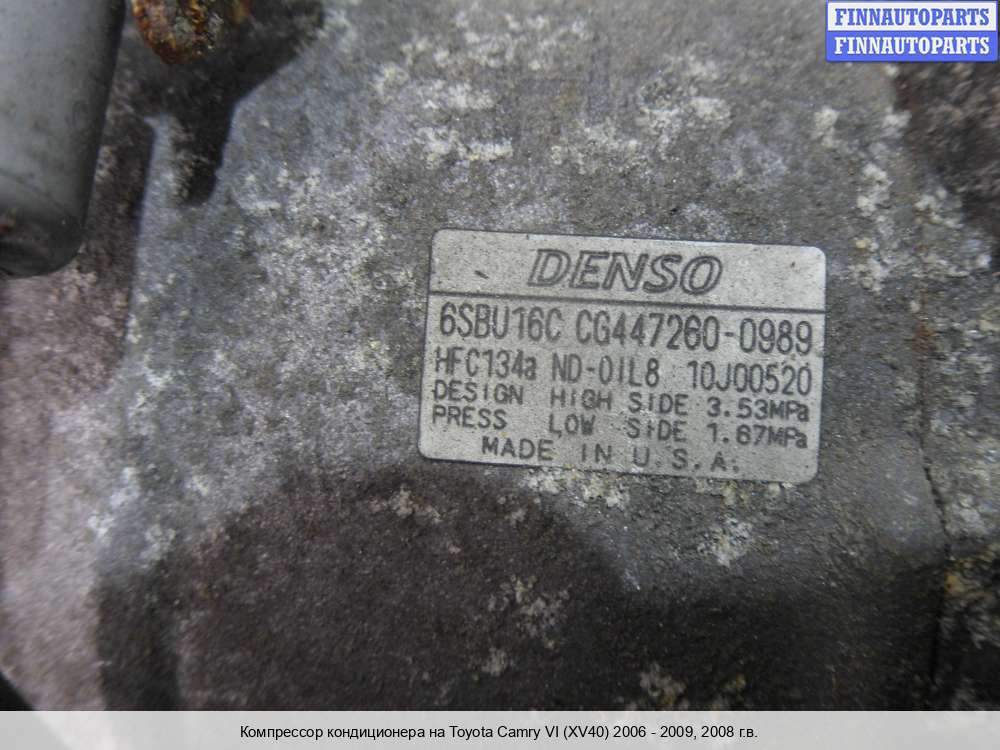 FINNAUTOPARTS
FINNAUTOPARTS
DENSO
6SBU16C CG447260-0989
HFC134a ND-OIL8 10J00520
DESIGN HIGH SIDE 3.53MPa
PRESS LOW SIDE 1.67MPa
MADE IN U.S.A.
Компрессор кондиционера на Toyota Camry VI (XV40) 2006 - 2009, 2008 г.в.